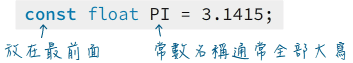 const float PI = 3.1415;
放在最前面 常數名稱通常全部大寫